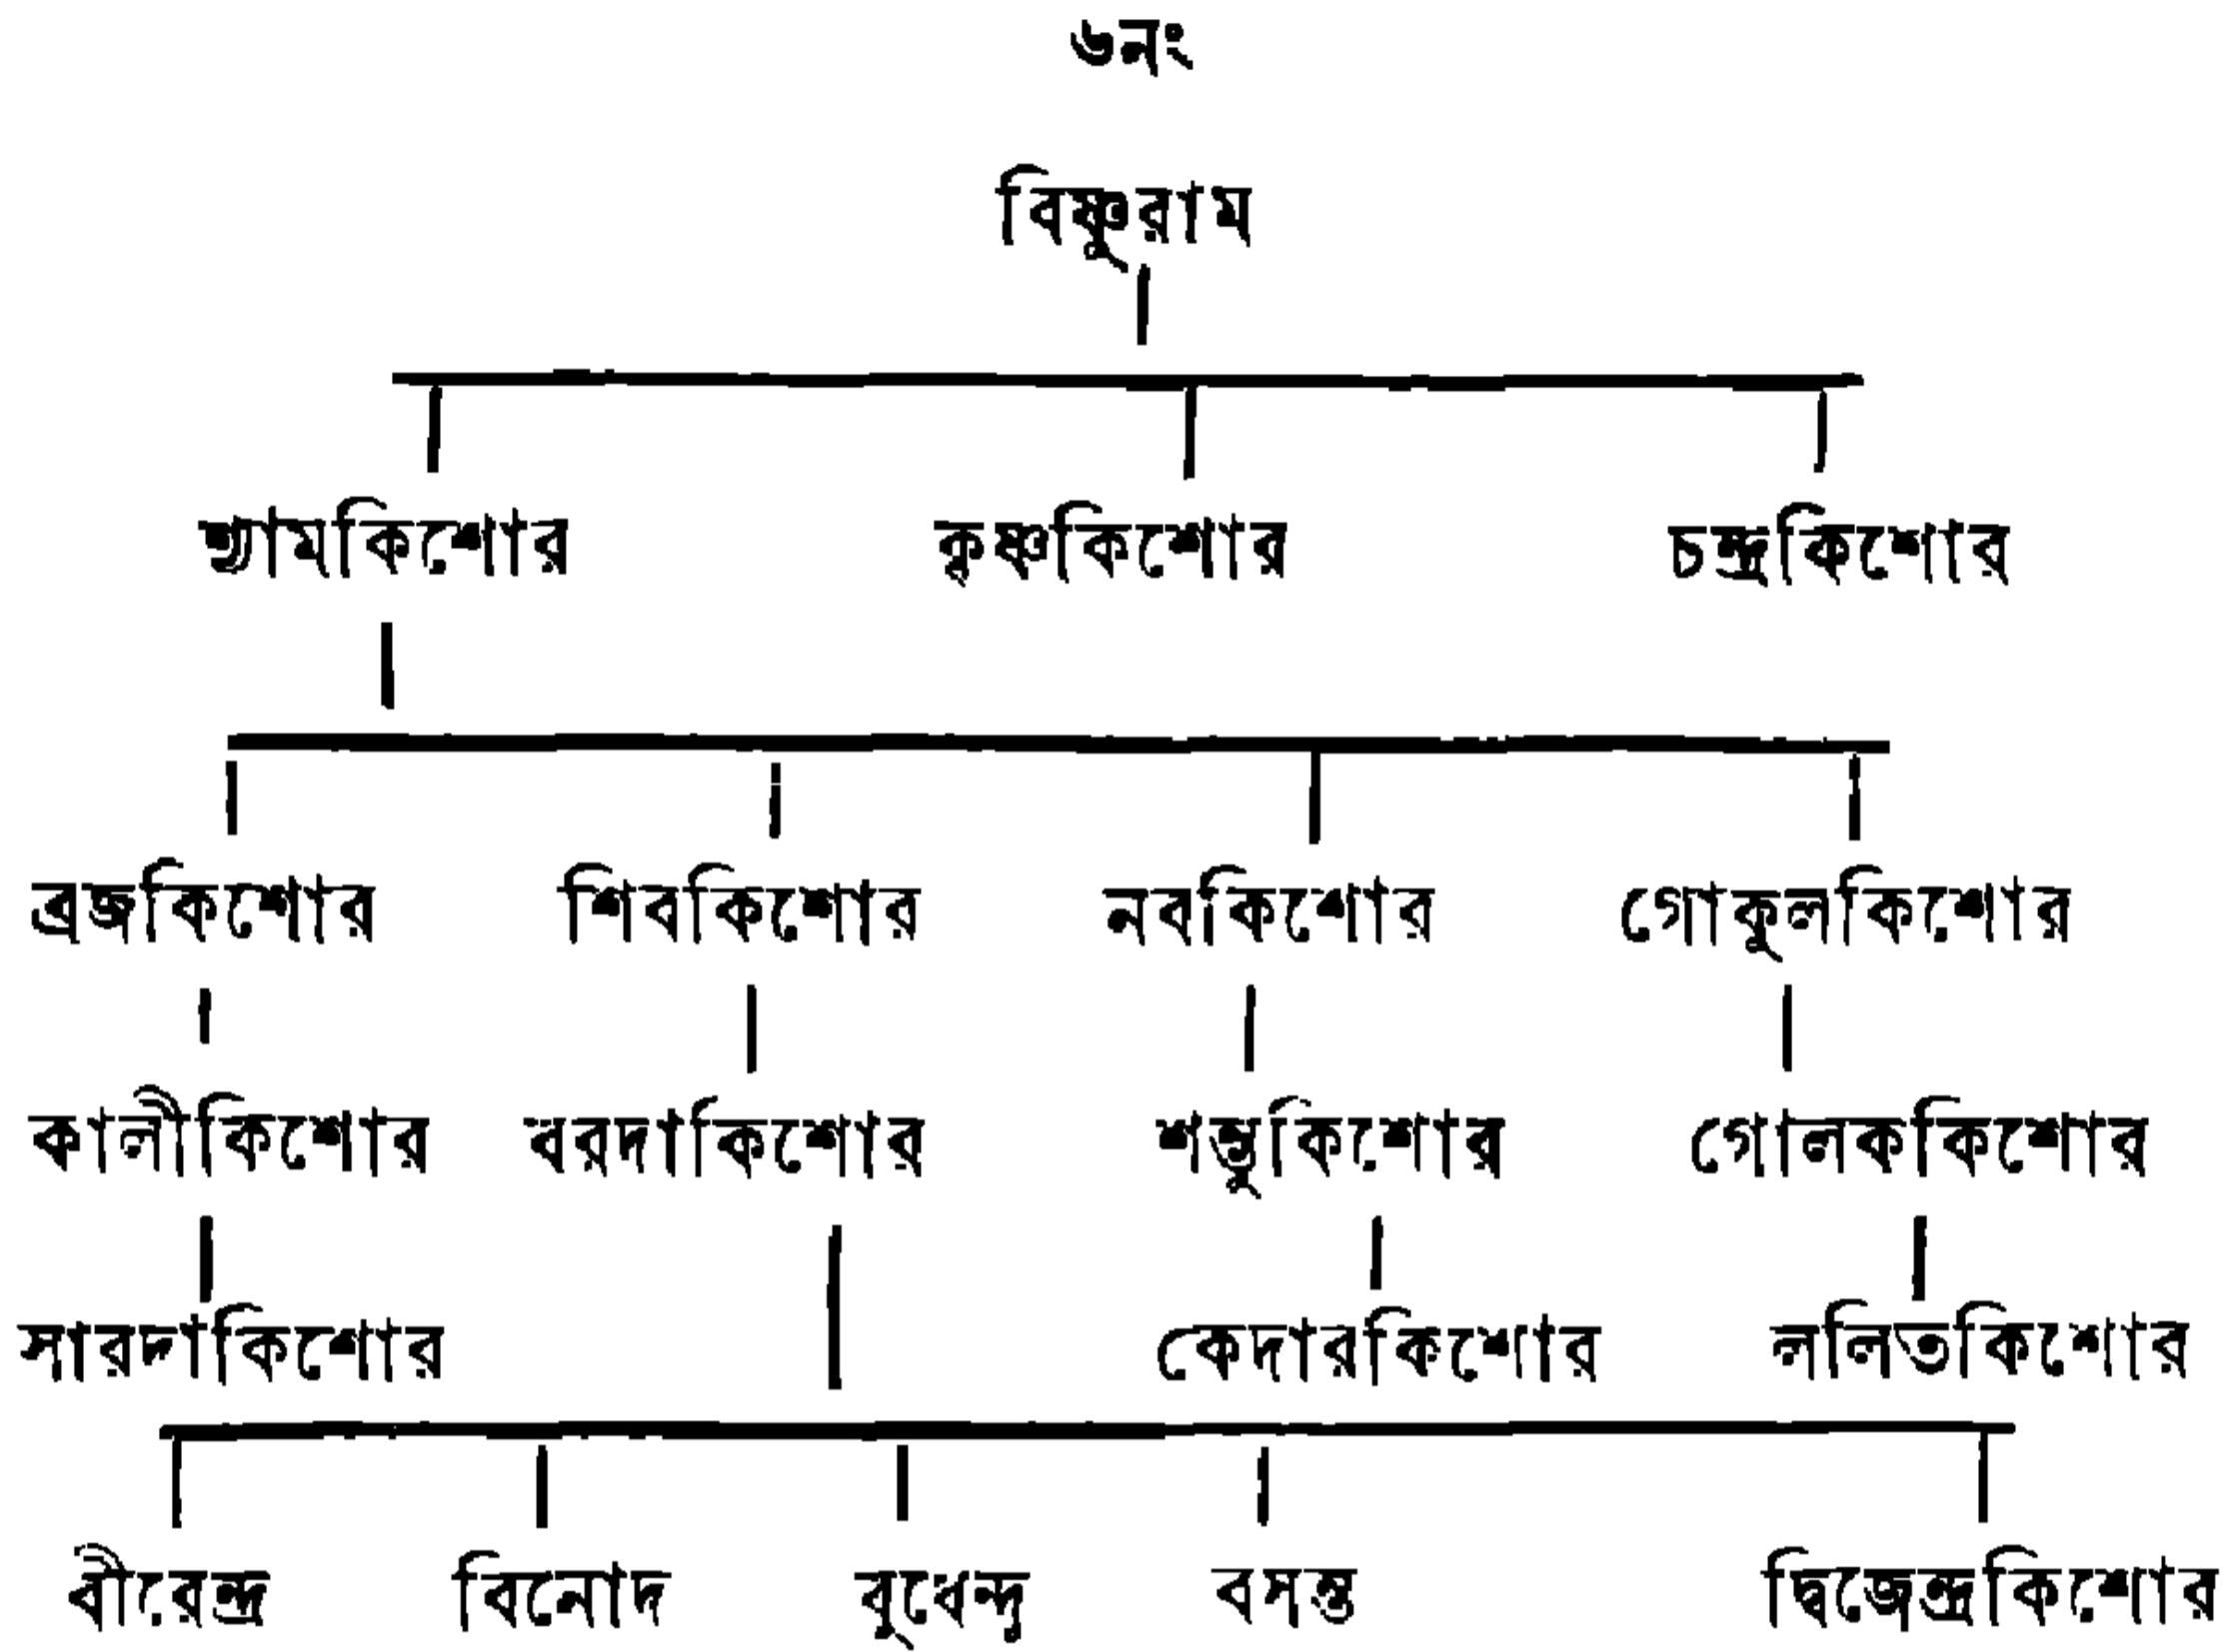 ৬নং
বিষ্ণুরাম
শ্যামকিশোর কৃষ্ণকিশোর চন্দ্রকিশোর
ব্রজকিশোর শিবকিশোর নবকিশোর গোকুলকিশোর
কালীকিশোর বরদাকিশোর শম্ভুকিশোর গোলককিশোর
সারদাকিশোর কেদারকিশোর ললিতকিশোর
বীরেন্দ্র বিনোদ বুধেন্দু বসন্ত দ্বিজেন্দ্রকিশোর